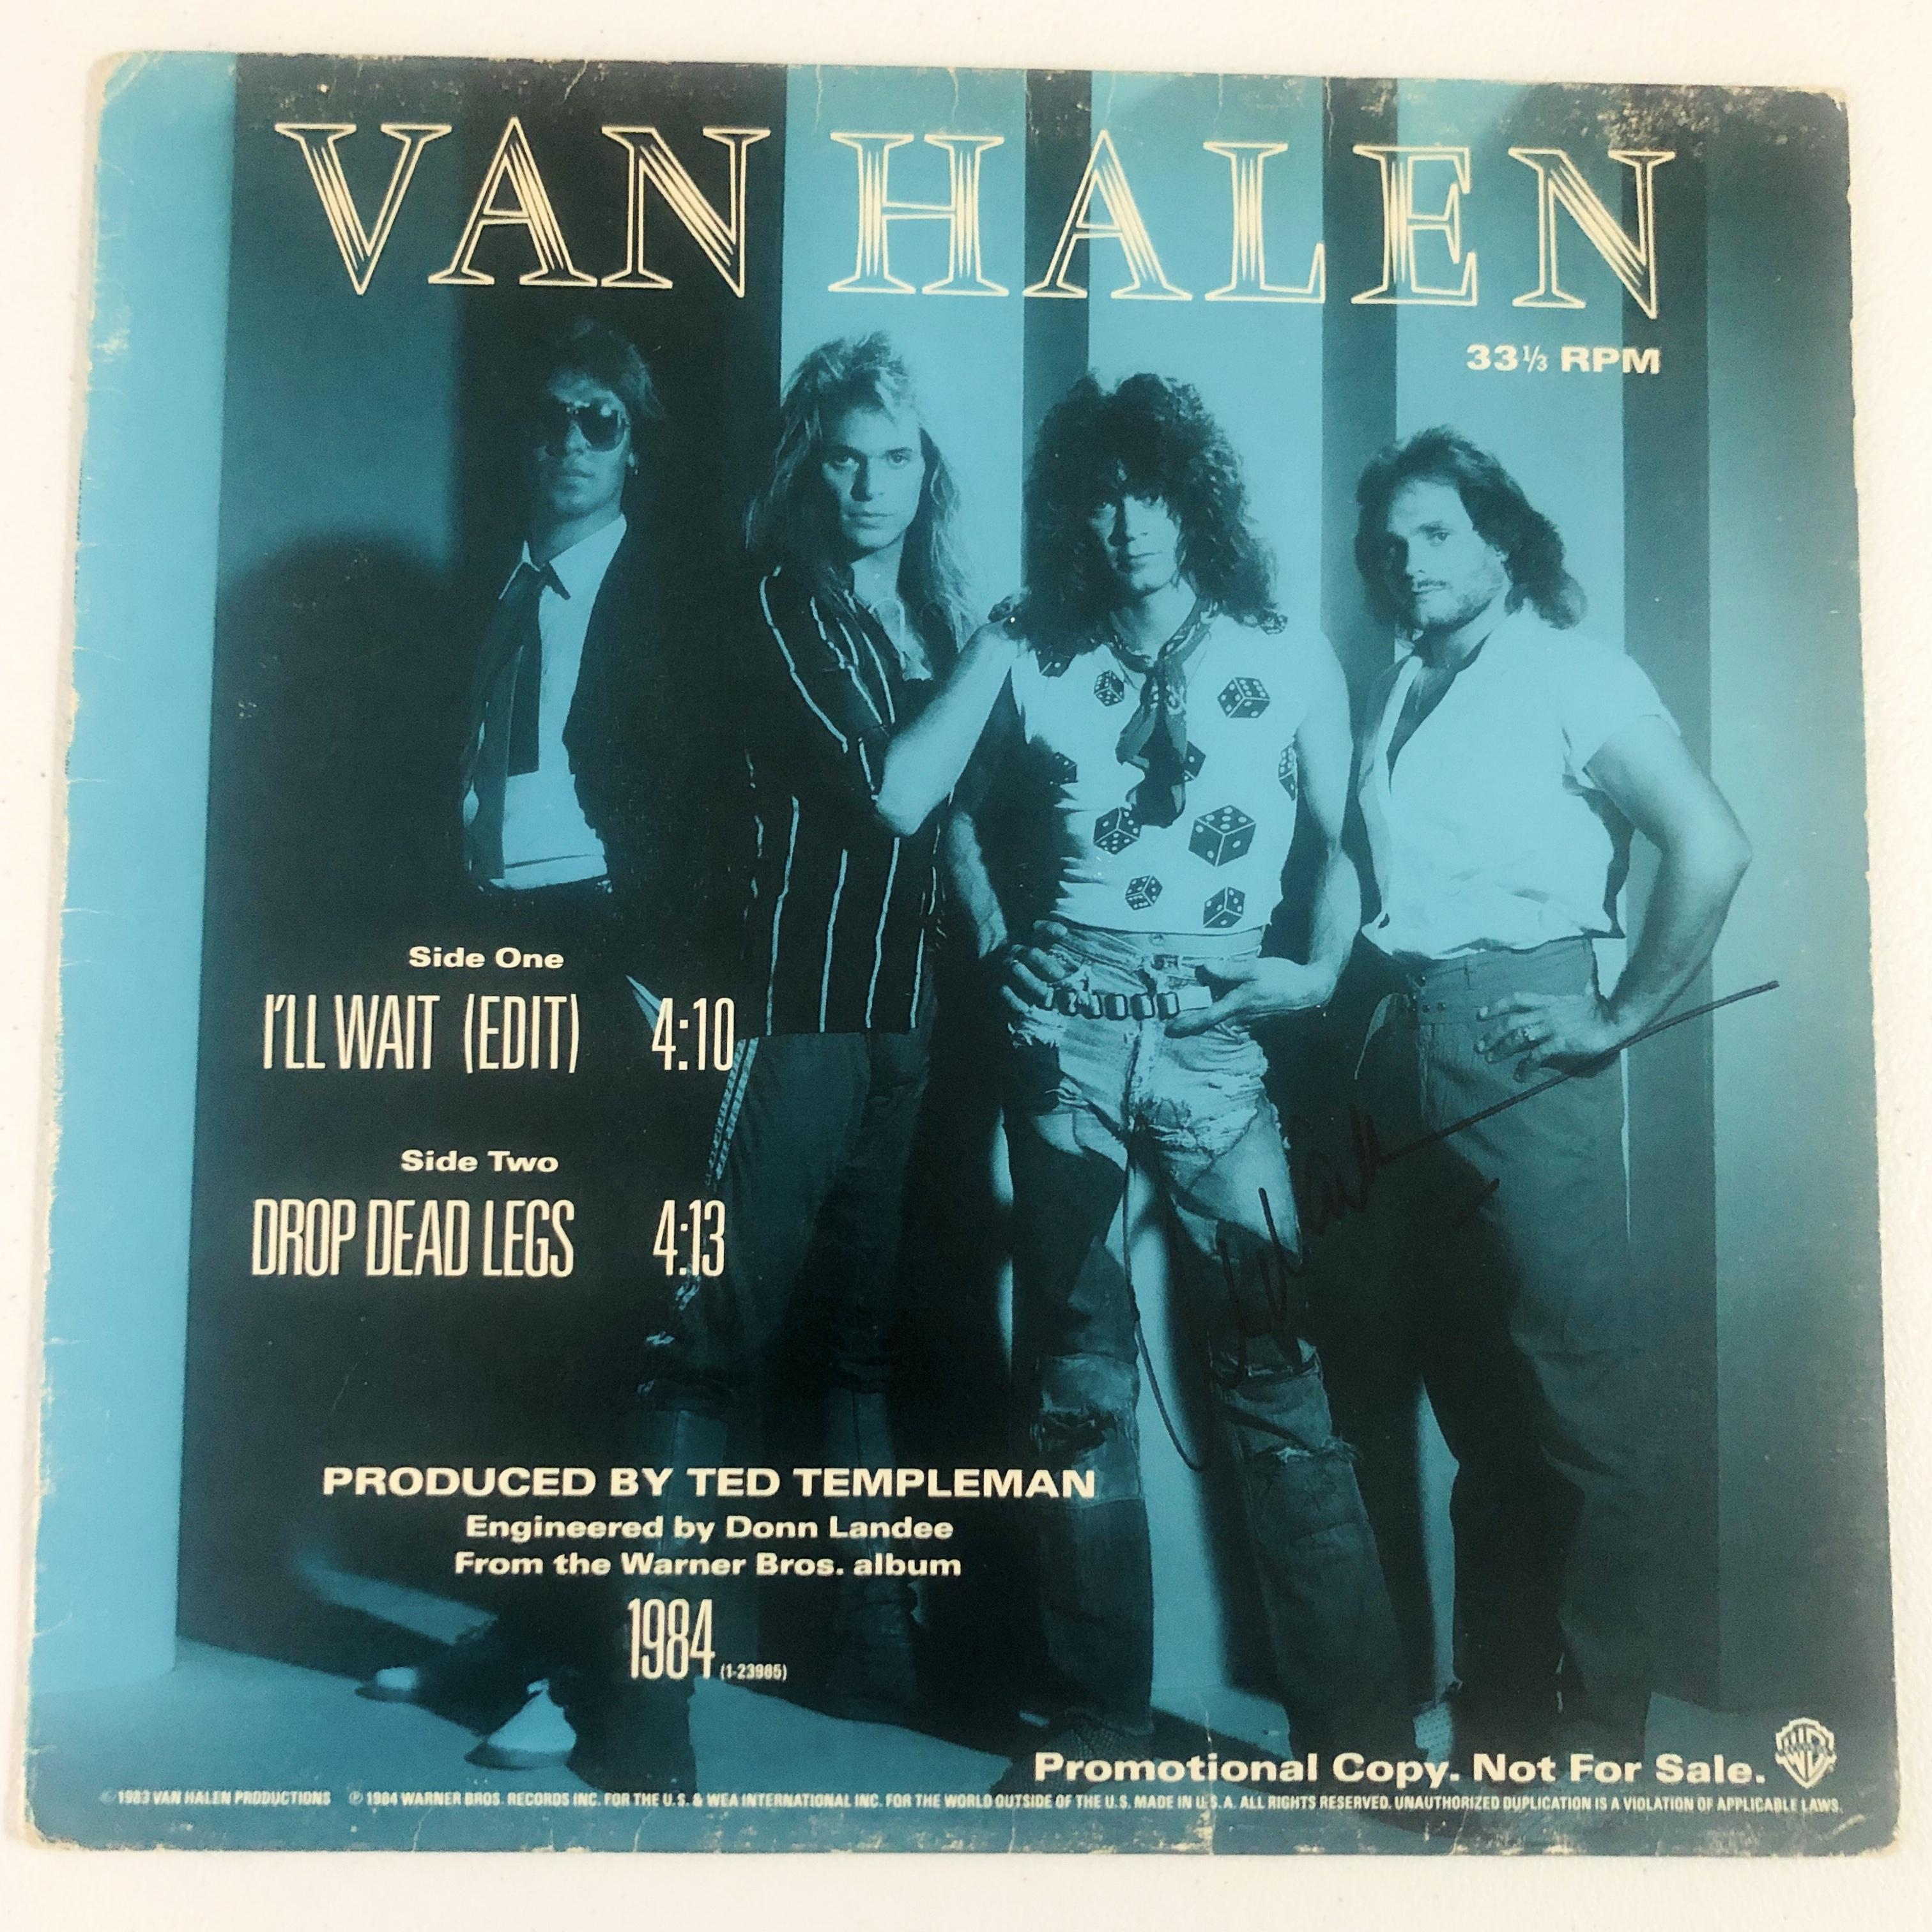 VAN HALEN
33 1/3 RPM
Side One
I'LL WAIT (EDIT) 4:10
Side Two
DROP DEAD LEGS 4:13
PRODUCED BY TED TEMPLEMAN
Engineered by Donn Landee
From the Warner Bros. album
1984 (1-23985)
Promotional Copy. Not For Sale.
© 1983 VAN HALEN PRODUCTIONS ℗ 1984 WARNER BROS. RECORDS INC. FOR THE U.S. & WEA INTERNATIONAL INC. FOR THE WORLD OUTSIDE OF THE U.S. MADE IN U.S.A. ALL RIGHTS RESERVED. UNAUTHORIZED DUPLICATION IS A VIOLATION OF APPLICABLE LAWS.